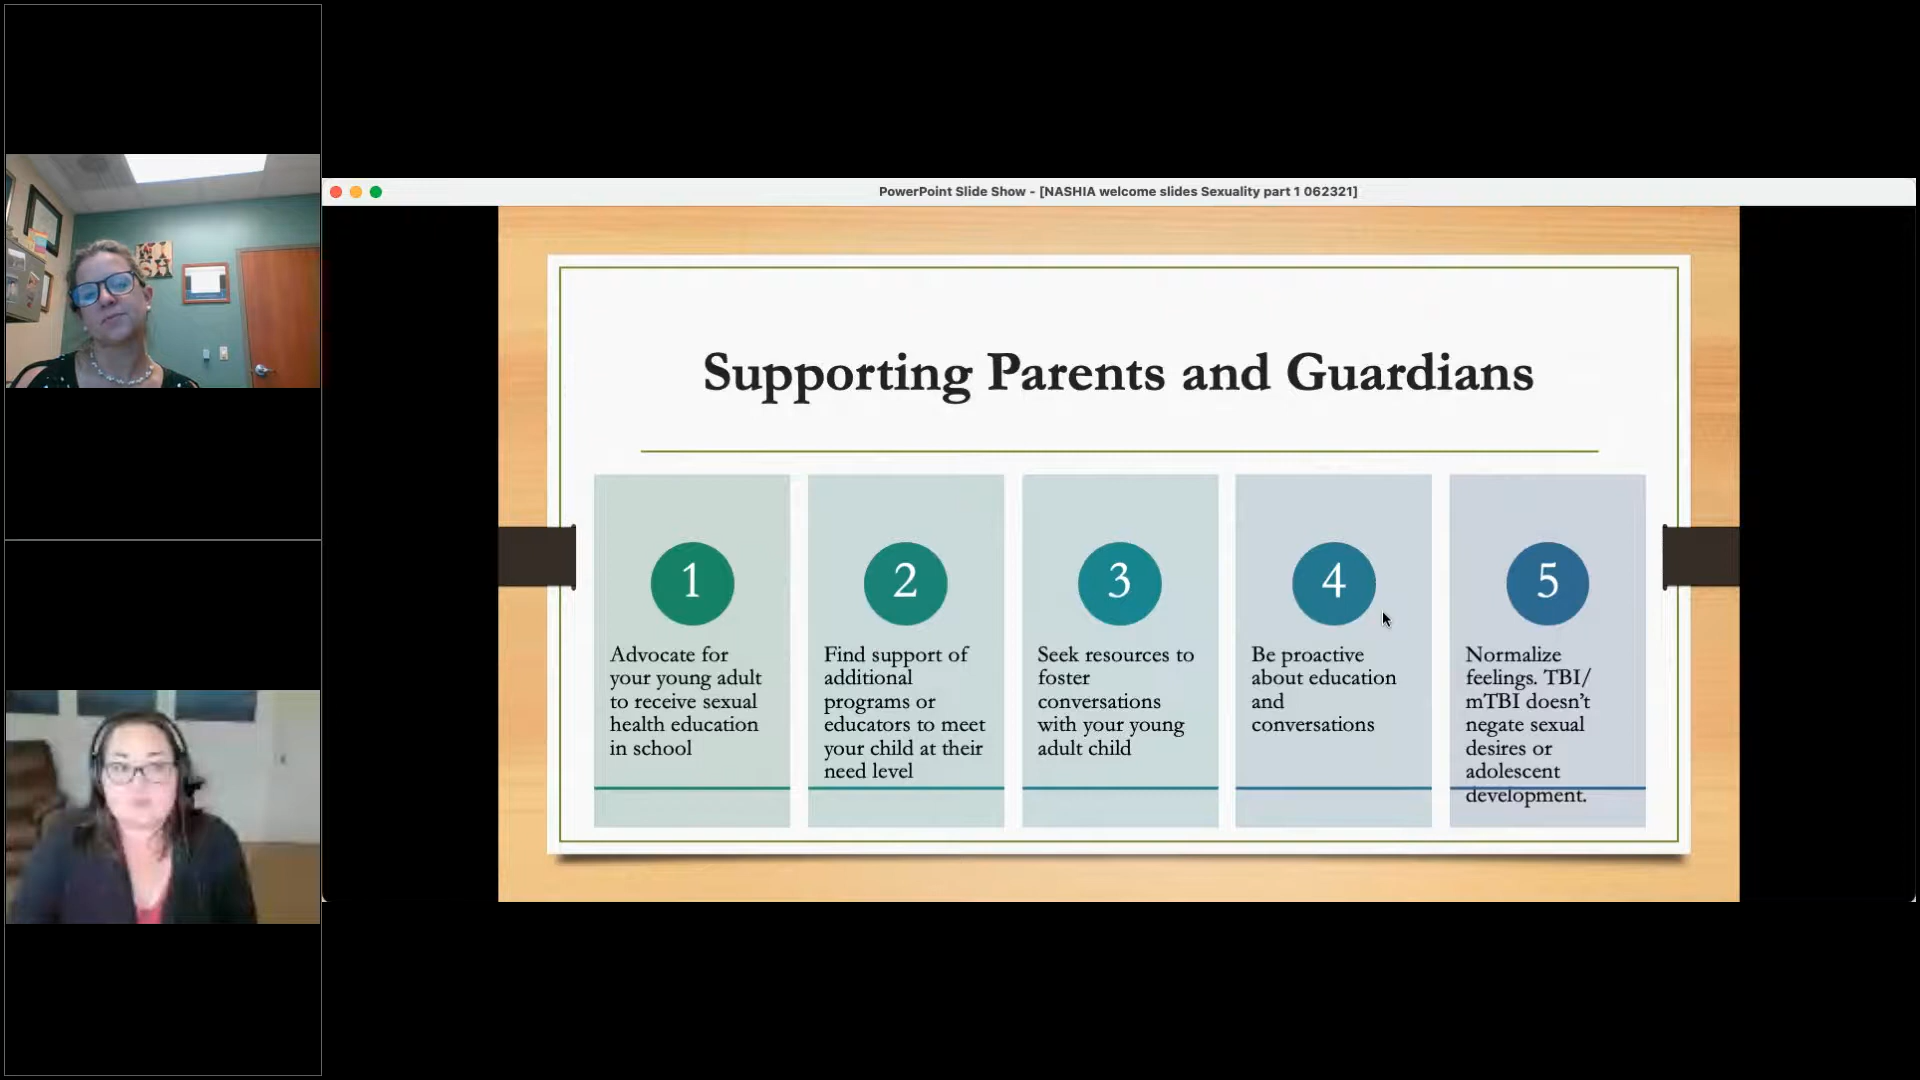 PowerPoint Slide Show - [NASHIA welcome slides Sexuality part 1 062321]
Supporting Parents and Guardians
1
Advocate for
your young adult
to receive sexual
health education
in school
2
Find support of
additional
programs or
educators to meet
your child at their
need level
3
Seek resources to
foster
conversations
with your young
adult child
4
Be proactive
about education
and
conversations
5
Normalize
feelings. TBI/
mTBI doesn’t
negate sexual
desires or
adolescent
development.